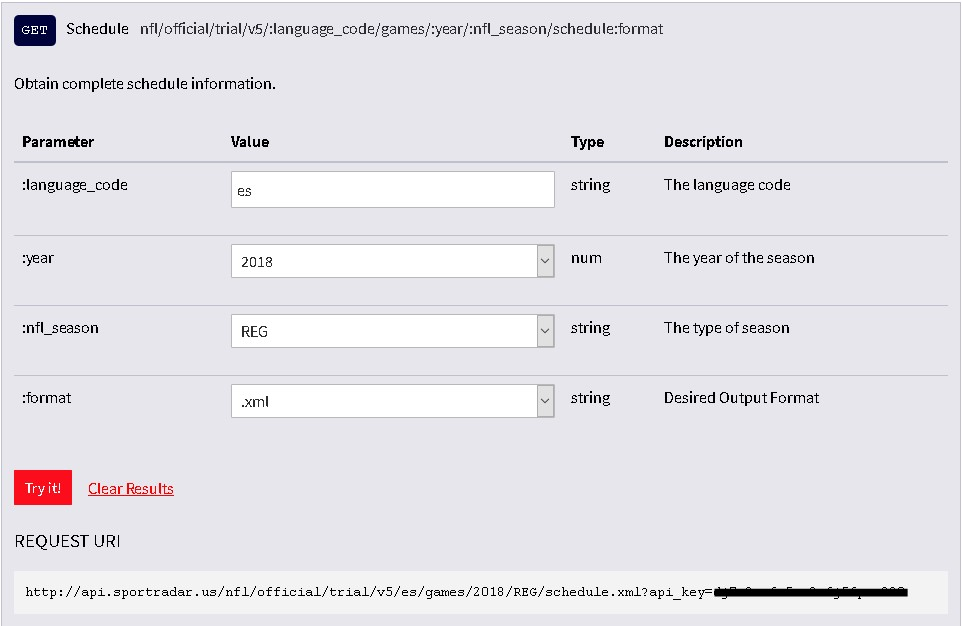 GET Schedule nfl/official/trial/v5/:language_code/games/:year/:nfl_season/schedule:format
Obtain complete schedule information.
Parameter Value Type Description
:language_code es string The language code
:year 2018 num The year of the season
:nfl_season REG string The type of season
:format .xml string Desired Output Format
Try it! Clear Results
REQUEST URI
http://api.sportradar.us/nfl/official/trial/v5/es/games/2018/REG/schedule.xml?api_key=